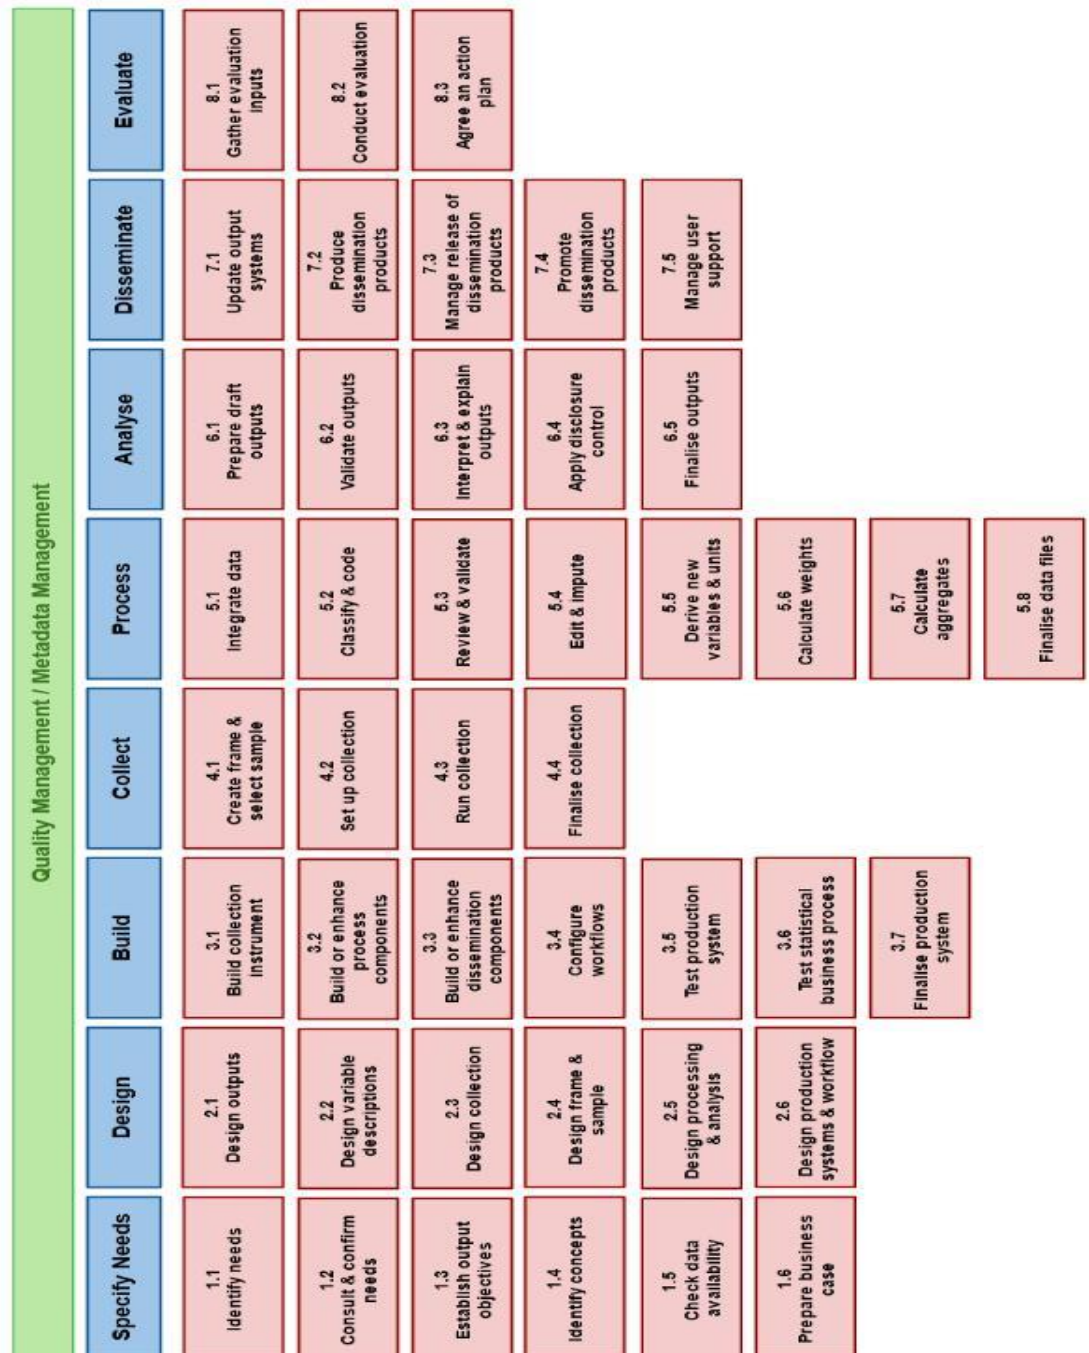 Quality Management / Metadata Management
Specify Needs
Design
Build
Collect
Process
Analyse
Disseminate
Evaluate
1.1
Identify needs
1.2
Consult & confirm
needs
1.3
Establish output
objectives
1.4
Identify concepts
1.5
Check data
availability
1.6
Prepare business
case
2.1
Design outputs
2.2
Design variable
descriptions
2.3
Design collection
2.4
Design frame &
sample
2.5
Design processing
& analysis
2.6
Design production
systems & workflow
3.1
Build collection
instrument
3.2
Build or enhance
process
components
3.3
Build or enhance
dissemination
components
3.4
Configure
workflows
3.5
Test production
system
3.6
Test statistical
business process
3.7
Finalise production
system
4.1
Create frame &
select sample
4.2
Set up collection
4.3
Run collection
4.4
Finalise collection
5.1
Integrate data
5.2
Classify & code
5.3
Review & validate
5.4
Edit & impute
5.5
Derive new
variables & units
5.6
Calculate weights
5.7
Calculate
aggregates
5.8
Finalise data files
6.1
Prepare draft
outputs
6.2
Validate outputs
6.3
Interpret & explain
outputs
6.4
Apply disclosure
control
6.5
Finalise outputs
7.1
Update output
systems
7.2
Produce
dissemination
products
7.3
Manage release of
dissemination
products
7.4
Promote
dissemination
products
7.5
Manage user
support
8.1
Gather evaluation
inputs
8.2
Conduct evaluation
8.3
Agree an action
plan